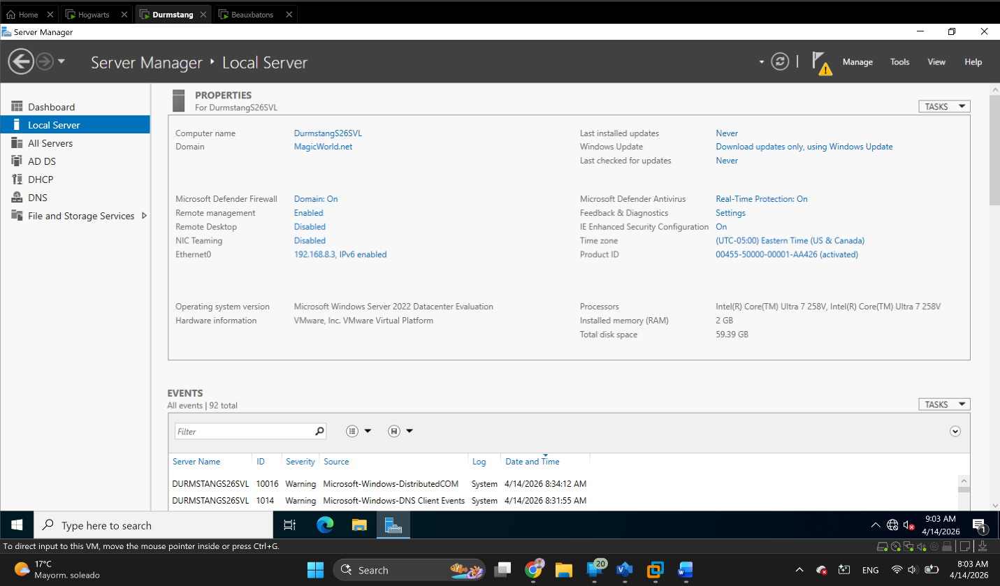 Home
Hogwarts
Durmstang
Beauxbatons
Server Manager
Server Manager Local Server
Manage Tools View Help
Dashboard
Local Server
All Servers
AD DS
DHCP
DNS
File and Storage Services
PROPERTIES
For DurmstangS26SVL
TASKS
Computer name DurmstangS26SVL
Domain MagicWorld.net
Last installed updates Never
Windows Update Download updates only, using Windows Update
Last checked for updates Never
Microsoft Defender Firewall Domain: On
Remote management Enabled
Remote Desktop Disabled
NIC Teaming Disabled
Ethernet0 192.168.8.3, IPv6 enabled
Microsoft Defender Antivirus Real-Time Protection: On
Feedback & Diagnostics Settings
IE Enhanced Security Configuration On
Time zone (UTC-05:00) Eastern Time (US & Canada)
Product ID 00455-50000-00001-AA426 (activated)
Operating system version Microsoft Windows Server 2022 Datacenter Evaluation
Hardware information VMware, Inc. VMware Virtual Platform
Processors Intel(R) Core(TM) Ultra 7 258V, Intel(R) Core(TM) Ultra 7 258V
Installed memory (RAM) 2 GB
Total disk space 59.39 GB
EVENTS
All events | 92 total
TASKS
Filter
Server Name ID Severity Source Log Date and Time
DURMSTANGS26SVL 10016 Warning Microsoft-Windows-DistributedCOM System 4/14/2026 8:34:12 AM
DURMSTANGS26SVL 1014 Warning Microsoft-Windows-DNS Client Events System 4/14/2026 8:31:55 AM
Type here to search
9:03 AM
4/14/2026
1
To direct input to this VM, move the mouse pointer inside or press Ctrl+G.
17°C
Mayorm. soleado
Search
20
ENG
8:03 AM
4/14/2026